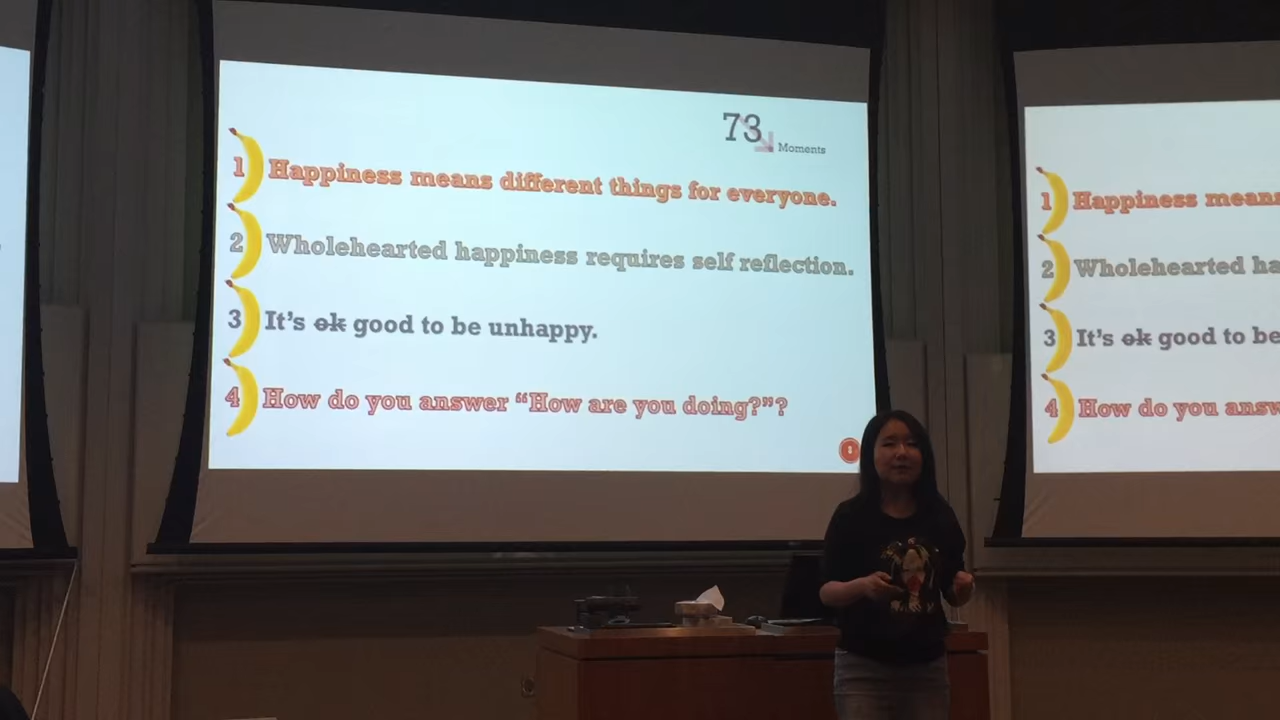 73
Moments
1 Happiness means different things for everyone.
2 Wholehearted happiness requires self reflection.
3 It's ok good to be unhappy.
4 How do you answer "How are you doing?"?
1 Happiness mean
2 Wholehearted ha
3 It's ok good to be
4 How do you answ